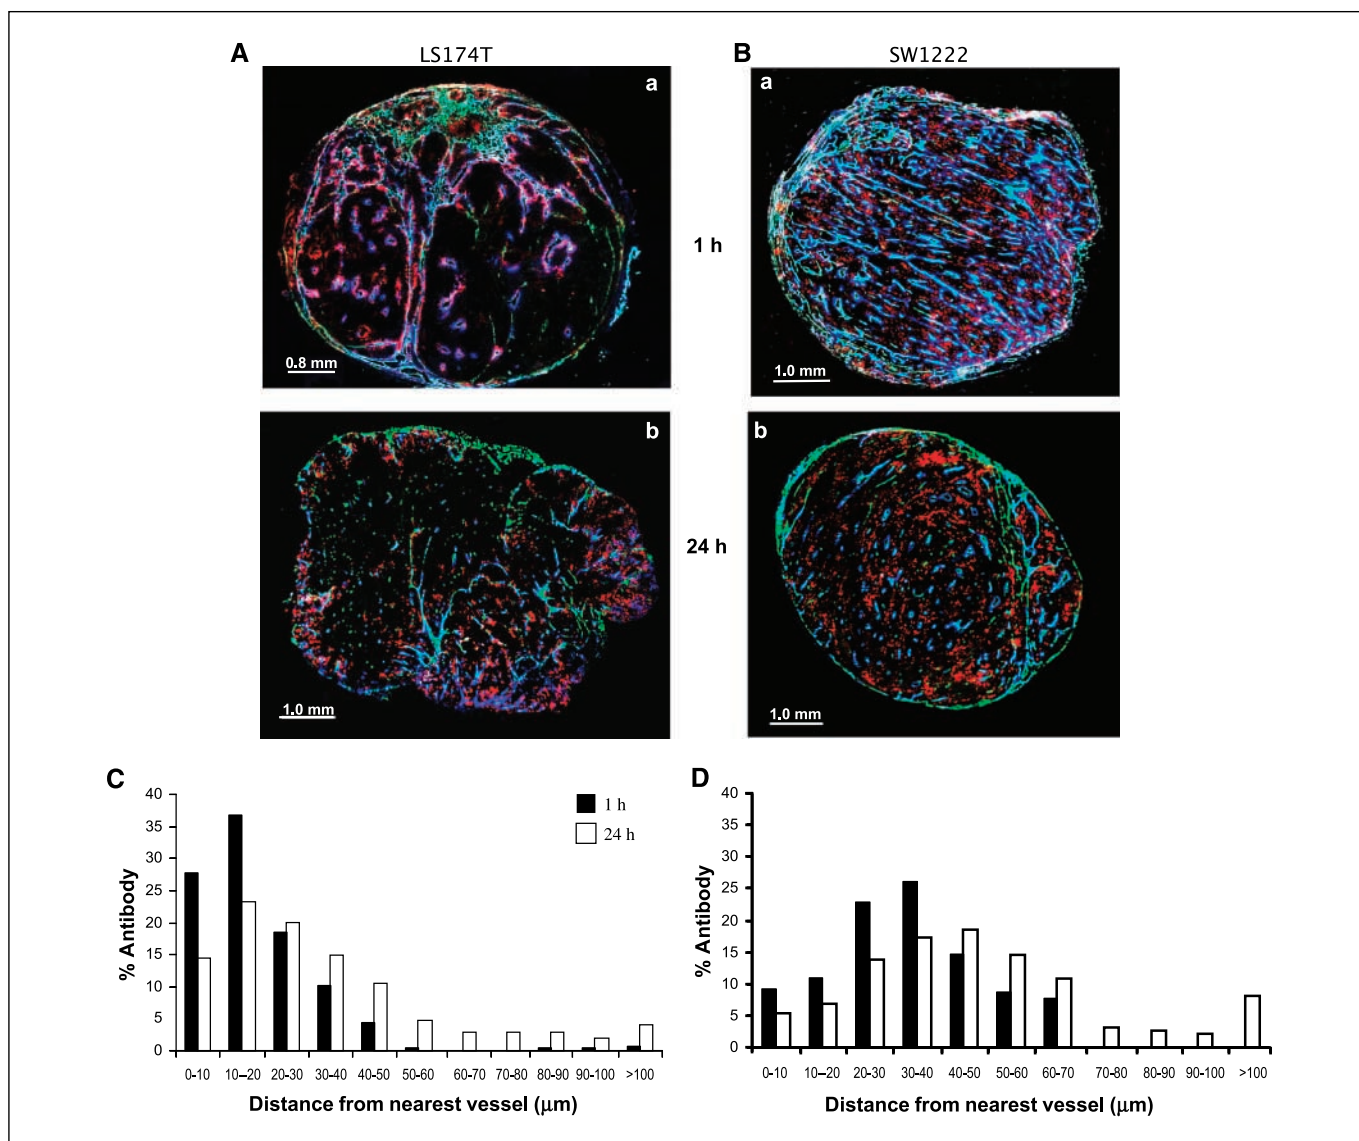 A LS174T
B SW1222
a
a
1 h
0.8 mm
1.0 mm
b
b
24 h
1.0 mm
1.0 mm
C
40
35
30
25
20
15
10
5
0
% Antibody
1 h
24 h
0-10 10–20 20-30 30-40 40-50 50-60 60-70 70-80 80-90 90-100 >100
Distance from nearest vessel (μm)
D
40
35
30
25
20
15
10
5
0
% Antibody
0-10 10–20 20-30 30-40 40-50 50-60 60-70 70-80 80-90 90-100 >100
Distance from nearest vessel (μm)